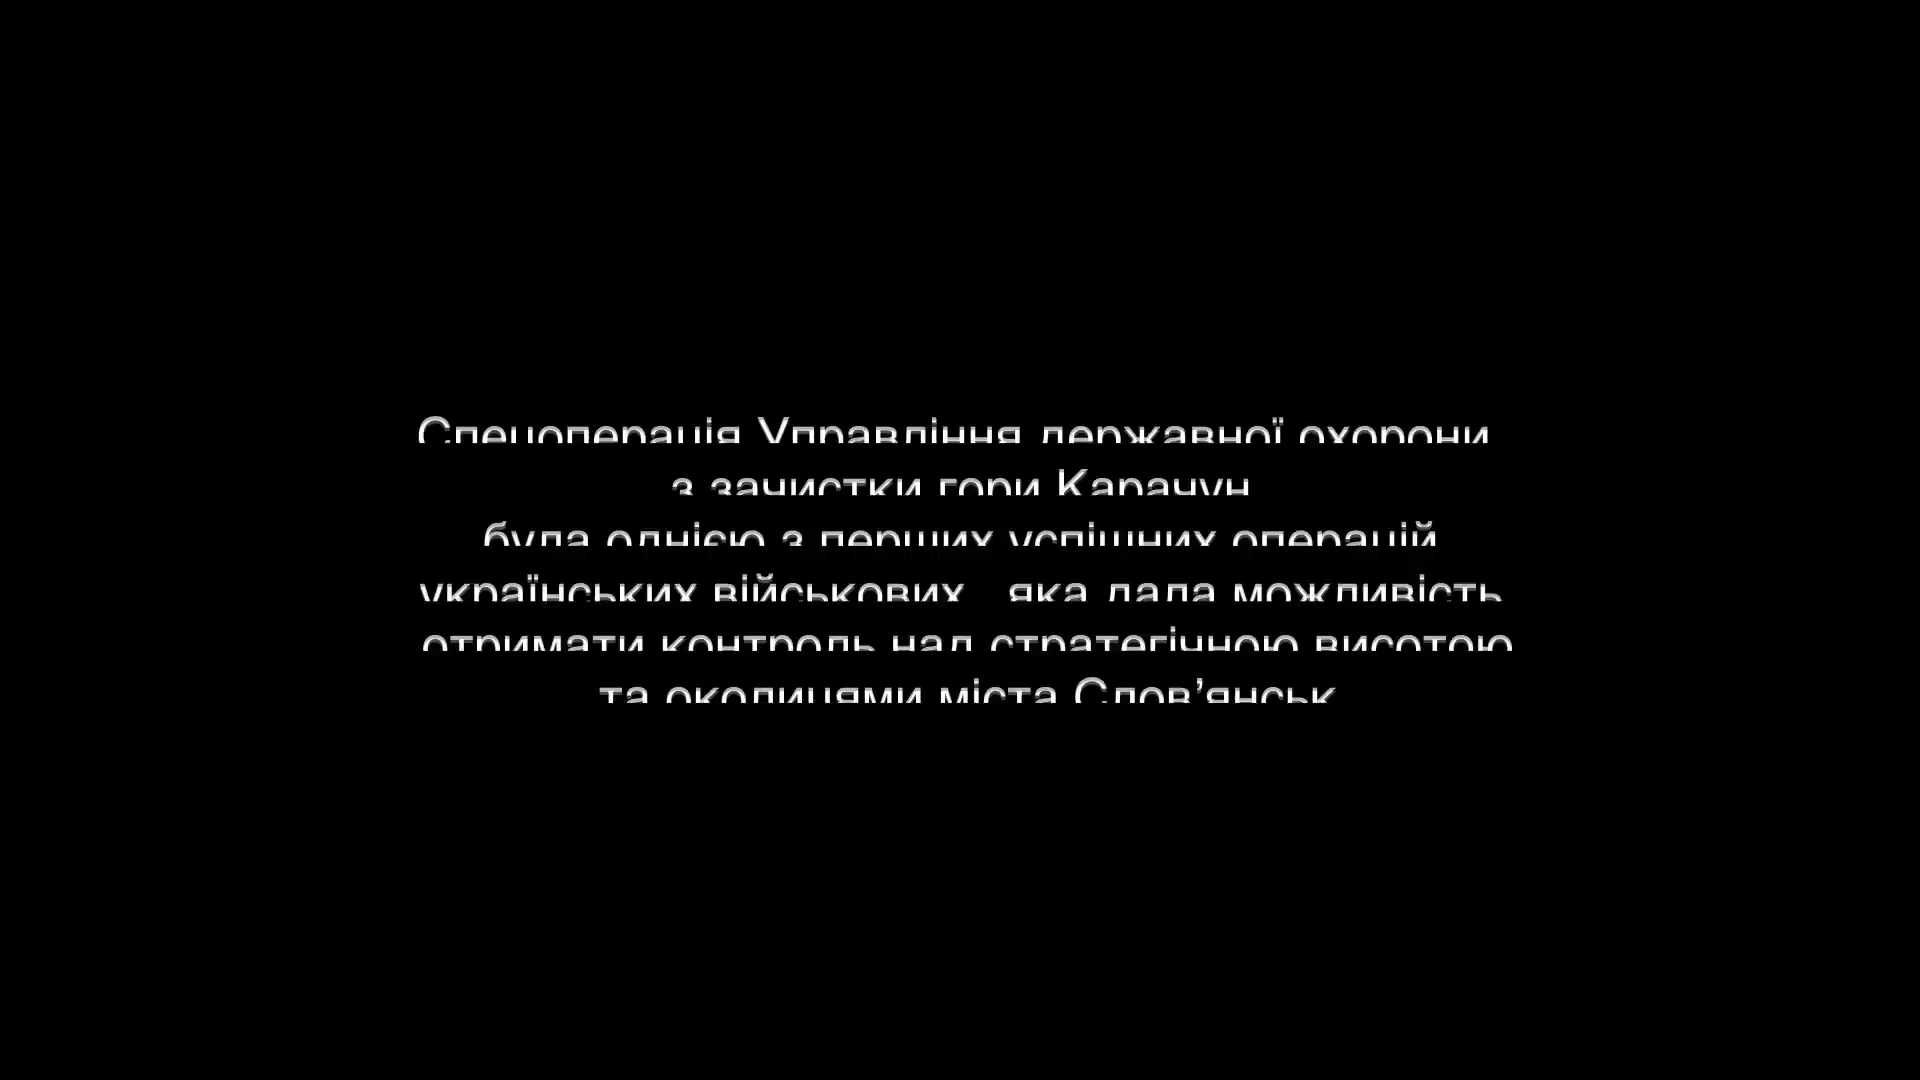 Спецоперація Управління державної охорони
з зачистки гори Карачун
була однією з перших успішних операцій
українських військових яка дала можливість
отримати контроль над стратегічною висотою
та околицями міста Слов’янськ